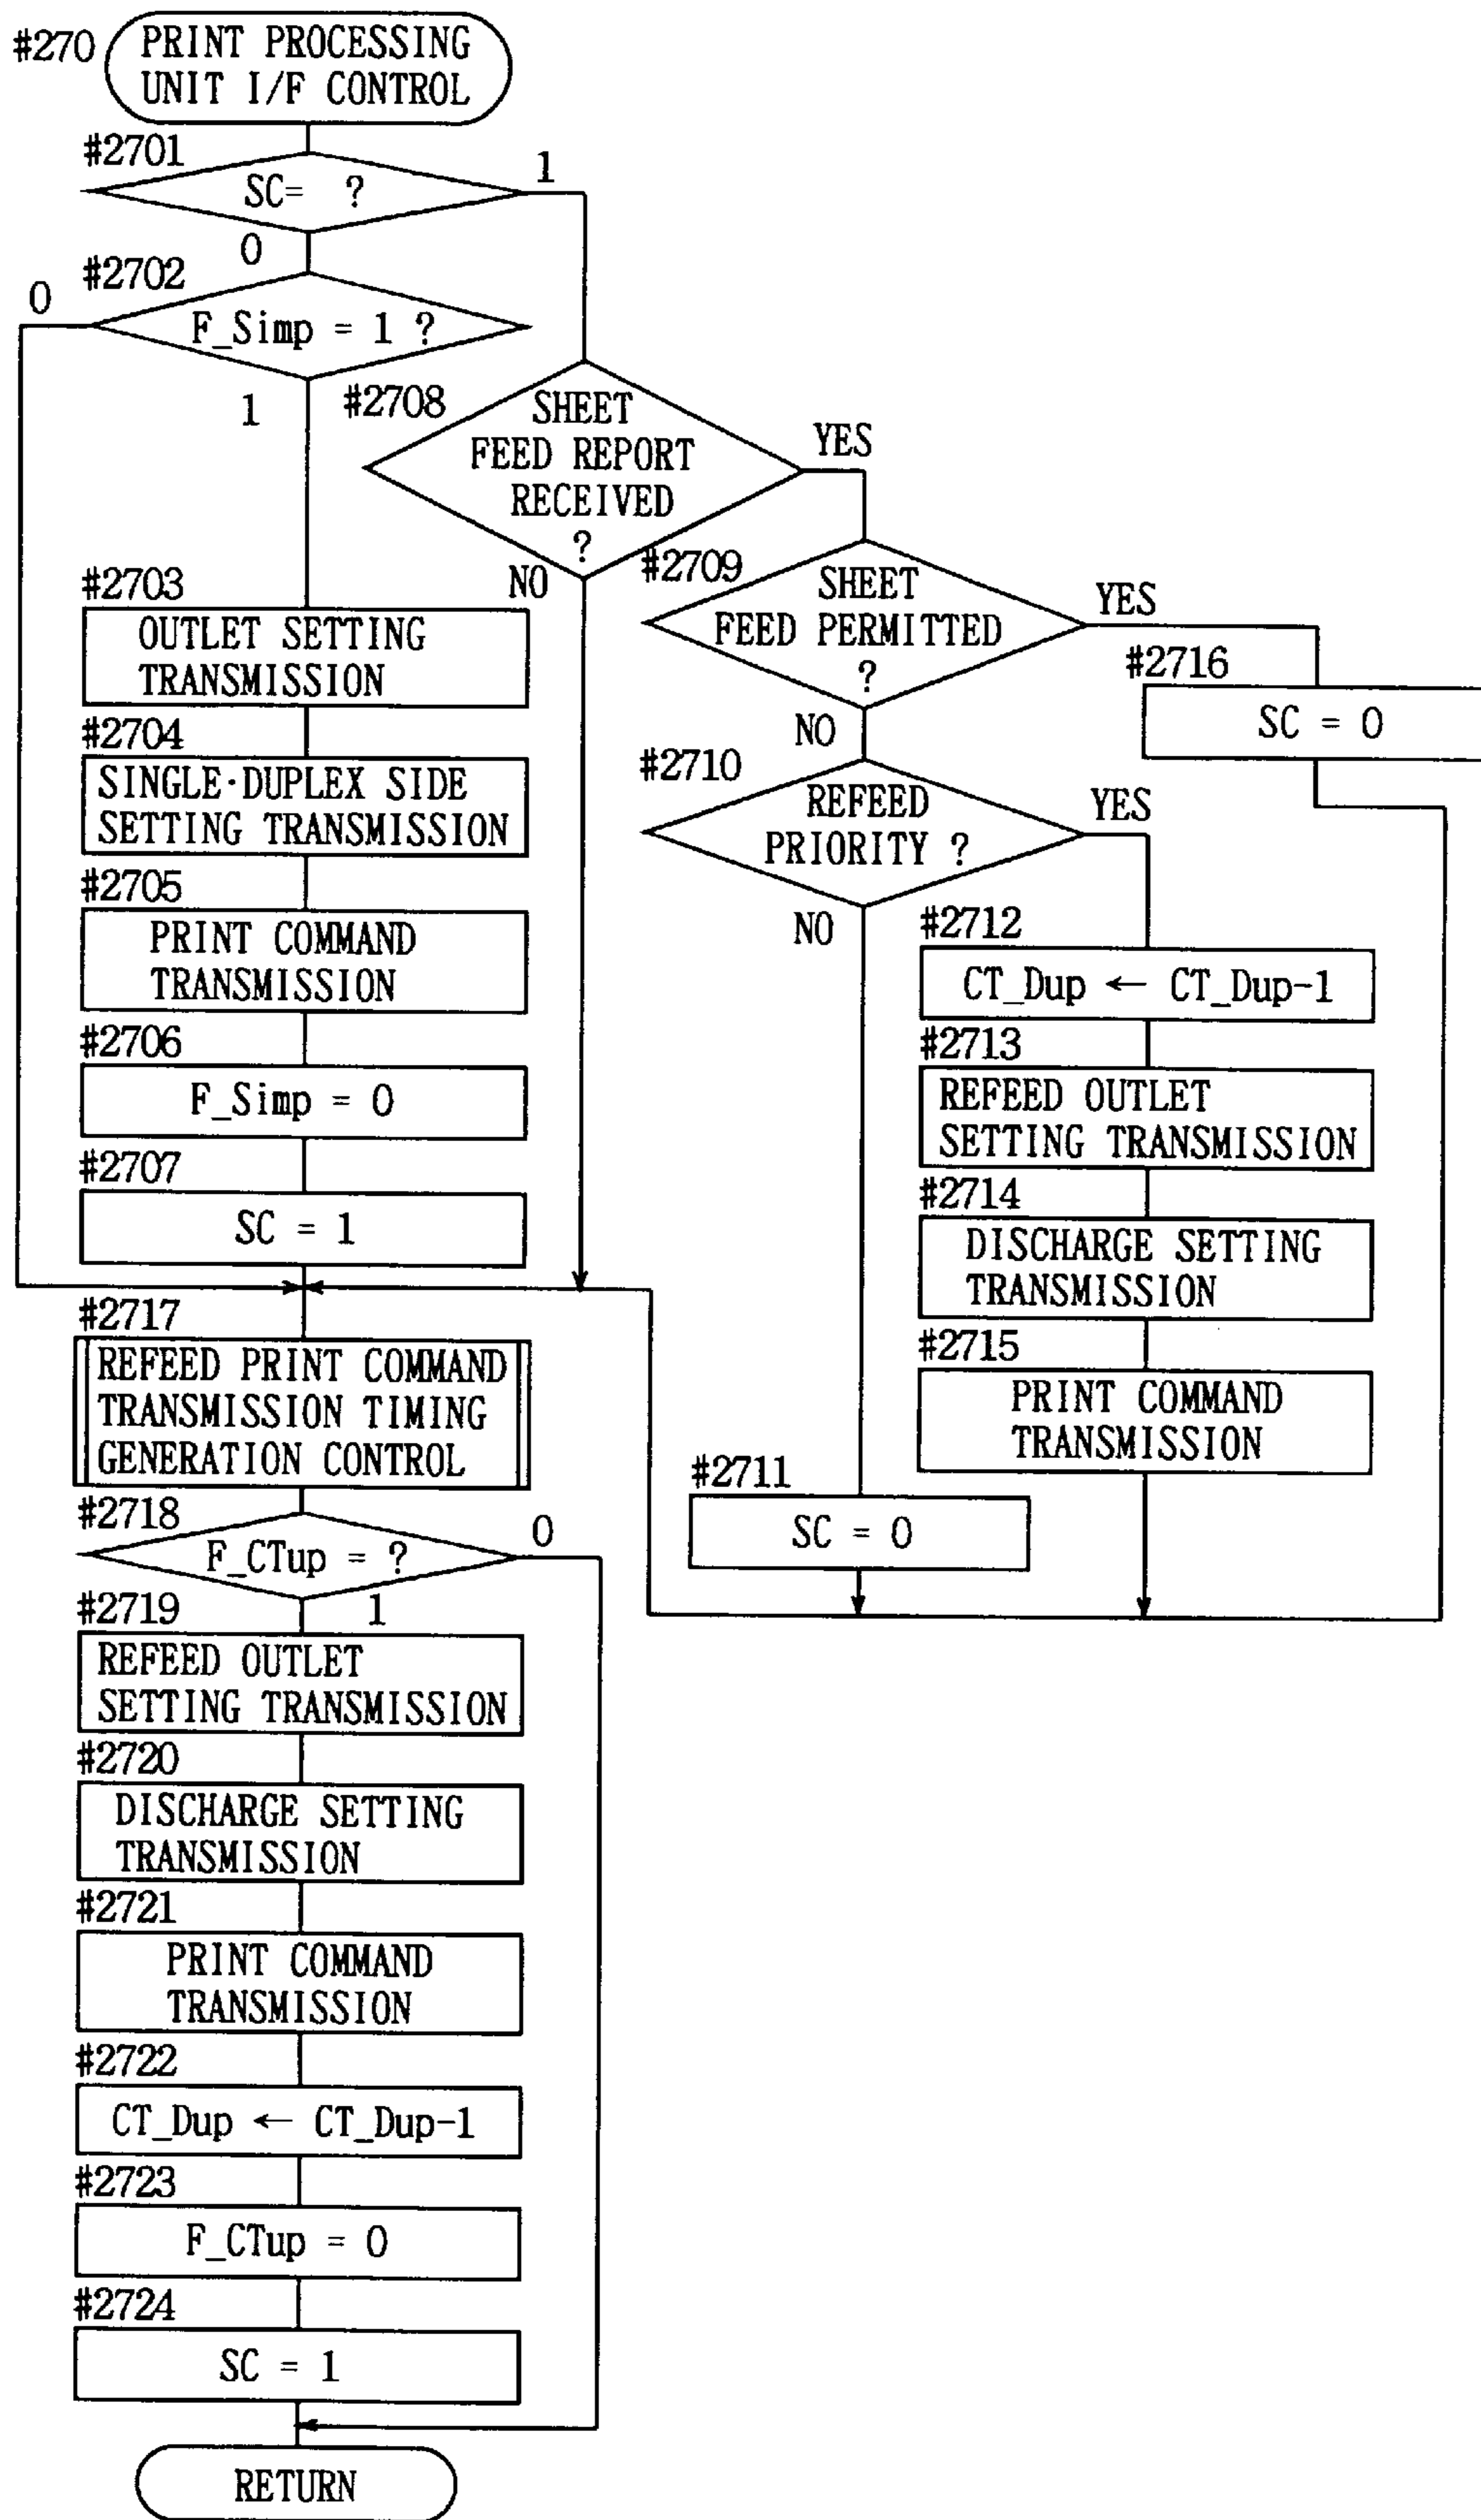 #270
PRINT PROCESSING
UNIT I/F CONTROL
#2701
SC= ?
1
0
#2702
0
F_Simp = 1 ?
1
#2708
SHEET
FEED REPORT
RECEIVED
?
YES
NO
#2703
OUTLET SETTING
TRANSMISSION
#2709
SHEET
FEED PERMITTED
?
YES
NO
#2716
SC = 0
#2704
SINGLE·DUPLEX SIDE
SETTING TRANSMISSION
#2710
REFEED
PRIORITY ?
YES
NO
#2705
PRINT COMMAND
TRANSMISSION
#2712
CT_Dup ← CT_Dup-1
#2706
F_Simp = 0
#2713
REFEED OUTLET
SETTING TRANSMISSION
#2707
SC = 1
#2714
DISCHARGE SETTING
TRANSMISSION
#2715
PRINT COMMAND
TRANSMISSION
#2711
SC = 0
#2717
REFEED PRINT COMMAND
TRANSMISSION TIMING
GENERATION CONTROL
#2718
F_CTup = ?
0
1
#2719
REFEED OUTLET
SETTING TRANSMISSION
#2720
DISCHARGE SETTING
TRANSMISSION
#2721
PRINT COMMAND
TRANSMISSION
#2722
CT_Dup ← CT_Dup-1
#2723
F_CTup = 0
#2724
SC = 1
RETURN